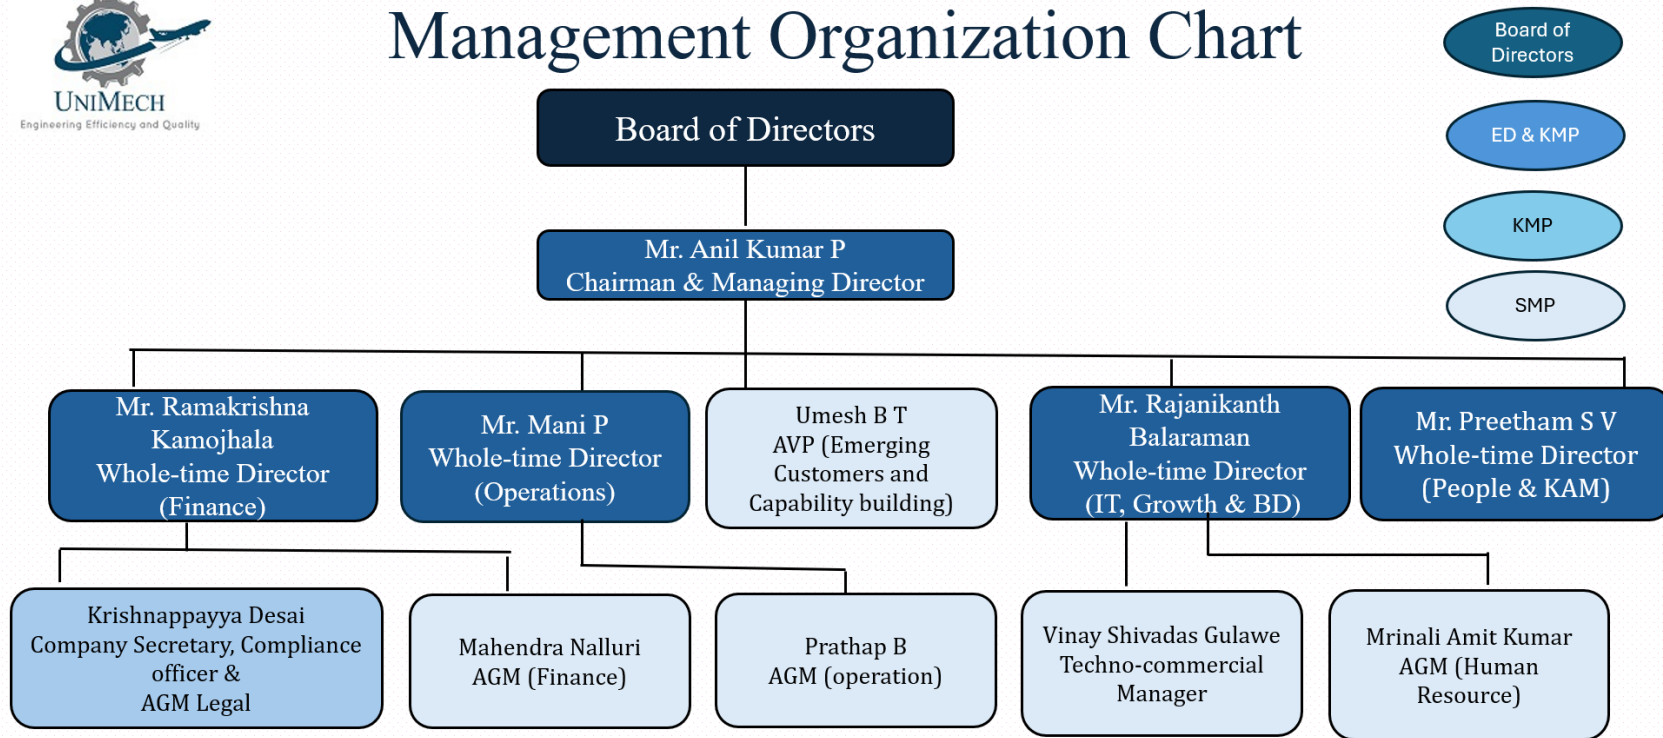 Management Organization Chart
UNIMECH
Engineering Efficiency and Quality
Board of
Directors
ED & KMP
KMP
SMP
Board of Directors
Mr. Anil Kumar P
Chairman & Managing Director
Mr. Ramakrishna
Kamojhala
Whole-time Director
(Finance)
Mr. Mani P
Whole-time Director
(Operations)
Umesh B T
AVP (Emerging
Customers and
Capability building)
Mr. Rajanikanth
Balaraman
Whole-time Director
(IT, Growth & BD)
Mr. Preetham S V
Whole-time Director
(People & KAM)
Krishnappayya Desai
Company Secretary, Compliance
officer &
AGM Legal
Mahendra Nalluri
AGM (Finance)
Prathap B
AGM (operation)
Vinay Shivadas Gulawe
Techno-commercial
Manager
Mrinali Amit Kumar
AGM (Human
Resource)